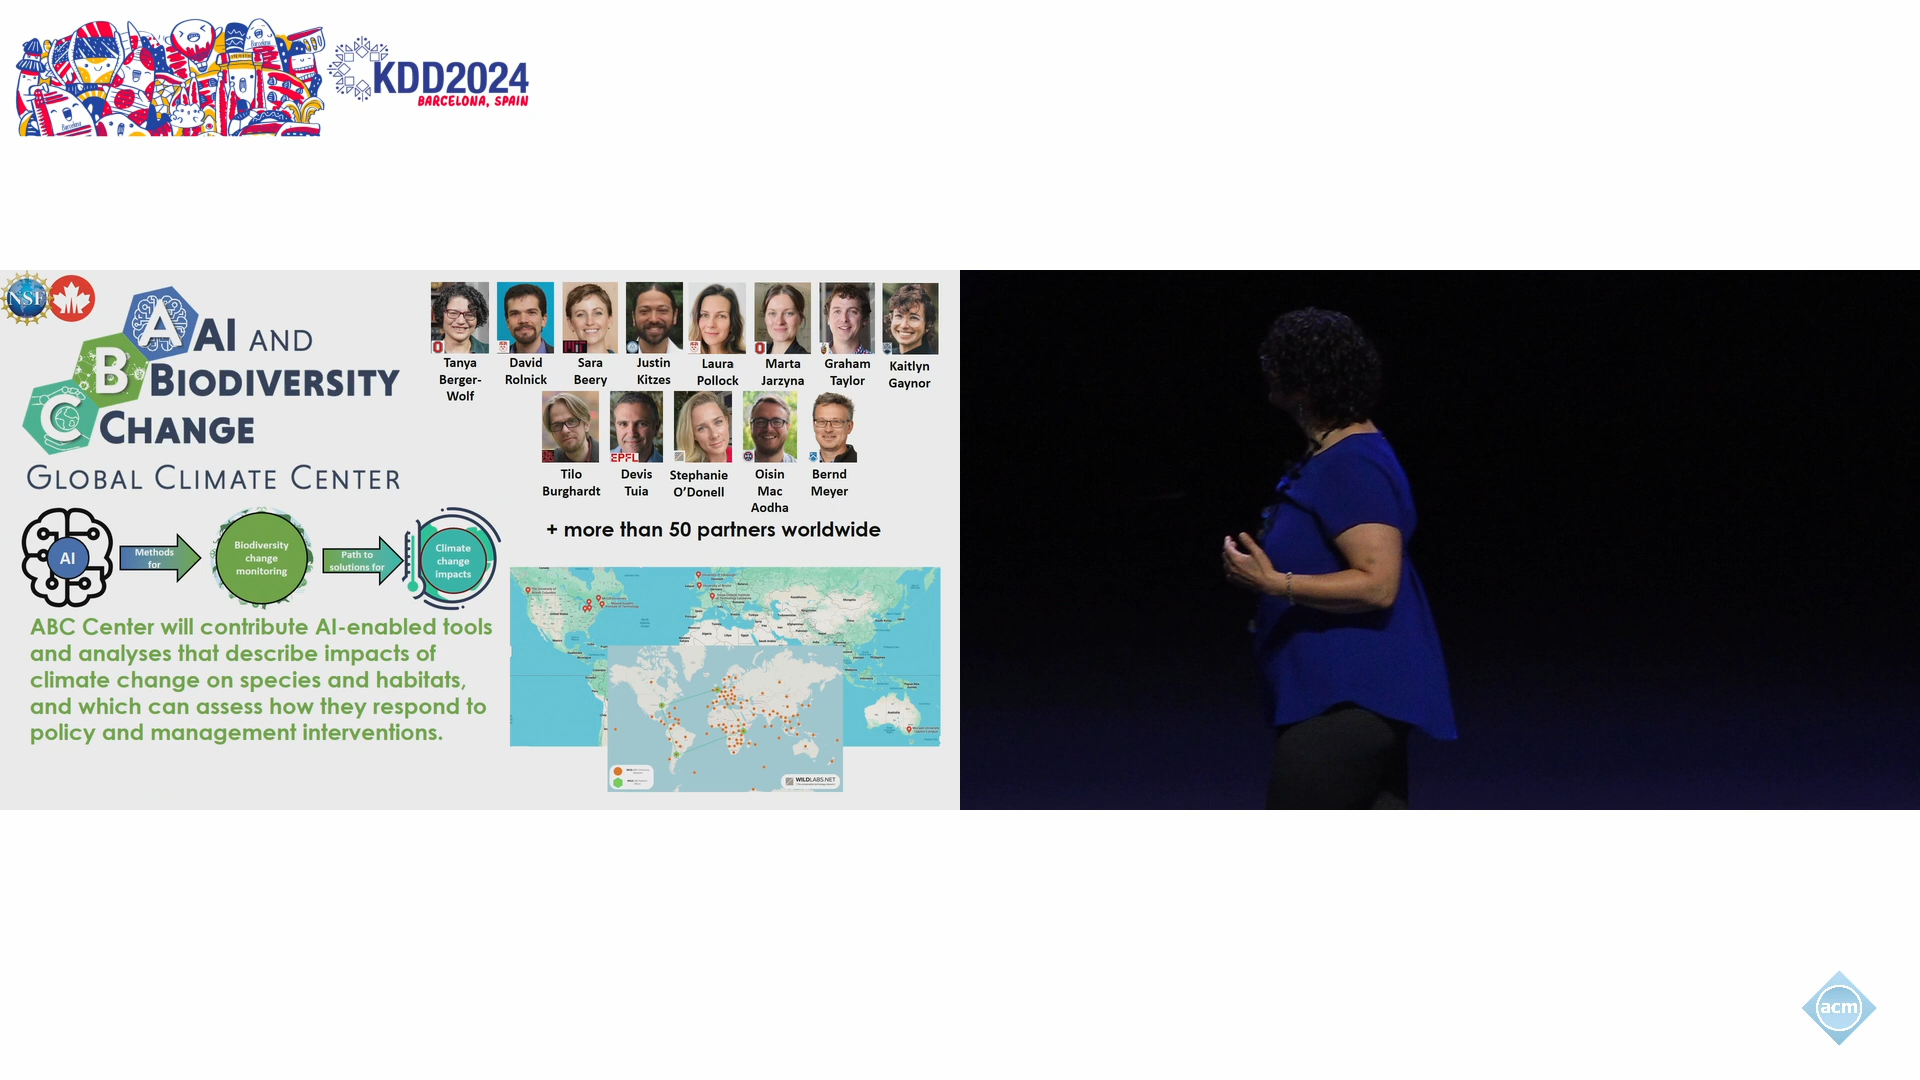 KDD2024
BARCELONA, SPAIN
NSF
A AI AND
B BIODIVERSITY
C CHANGE
GLOBAL CLIMATE CENTER
AI
Methods
for
Biodiversity
change
monitoring
Path to
solutions for
Climate
change
impacts
ABC Center will contribute AI-enabled tools
and analyses that describe impacts of
climate change on species and habitats,
and which can assess how they respond to
policy and management interventions.
Tanya
Berger-
Wolf
David
Rolnick
Sara
Beery
Justin
Kitzes
Laura
Pollock
Marta
Jarzyna
Graham
Taylor
Kaitlyn
Gaynor
MIT
EPFL
Tilo
Burghardt
Devis
Tuia
Stephanie
O'Donell
Oisin
Mac
Aodha
Bernd
Meyer
+ more than 50 partners worldwide
WILDLABS.NET
acm